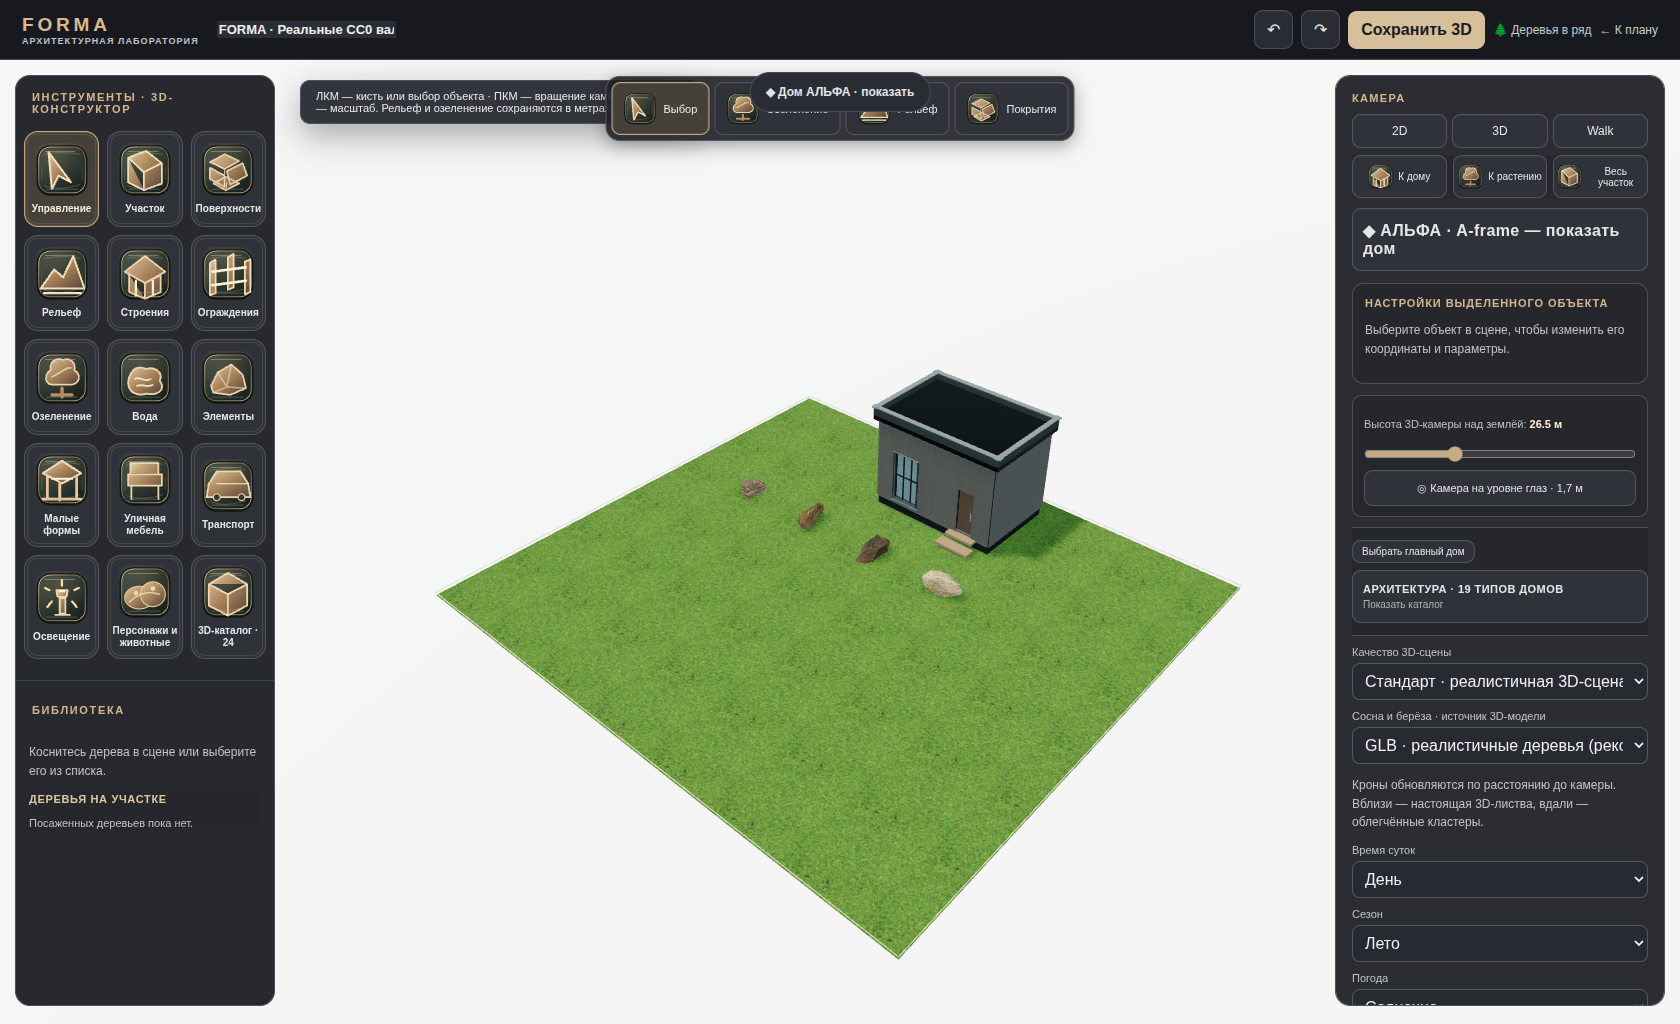 FORMA
АРХИТЕКТУРНАЯ ЛАБОРАТОРИЯ
FORMA · Реальные CC0 ва
Сохранить 3D
Деревья в ряд
← К плану
ИНСТРУМЕНТЫ · 3D-
КОНСТРУКТОР
Управление
Участок
Поверхности
Рельеф
Строения
Ограждения
Озеленение
Вода
Элементы
Малые
формы
Уличная
мебель
Транспорт
Освещение
Персонажи и
животные
3D-каталог ·
24
БИБЛИОТЕКА
Коснитесь дерева в сцене или выберите
его из списка.
ДЕРЕВЬЯ НА УЧАСТКЕ
Посаженных деревьев пока нет.
ЛКМ — кисть или выбор объекта · ПКМ — вращение кам
— масштаб. Рельеф и озеленение сохраняются в метра
Выбор
◆ Дом АЛЬФА · показать
Покрытия
КАМЕРА
2D
3D
Walk
К дому
К растению
Весь
участок
◆ АЛЬФА · A-frame — показать
дом
НАСТРОЙКИ ВЫДЕЛЕННОГО ОБЪЕКТА
Выберите объект в сцене, чтобы изменить его
координаты и параметры.
Высота 3D-камеры над землёй: 26.5 м
◎ Камера на уровне глаз · 1,7 м
Выбрать главный дом
АРХИТЕКТУРА · 19 ТИПОВ ДОМОВ
Показать каталог
Качество 3D-сцены
Стандарт · реалистичная 3D-сцена
Сосна и берёза · источник 3D-модели
GLB · реалистичные деревья (реко
Кроны обновляются по расстоянию до камеры.
Вблизи — настоящая 3D-листва, вдали —
облегчённые кластеры.
Время суток
День
Сезон
Лето
Погода